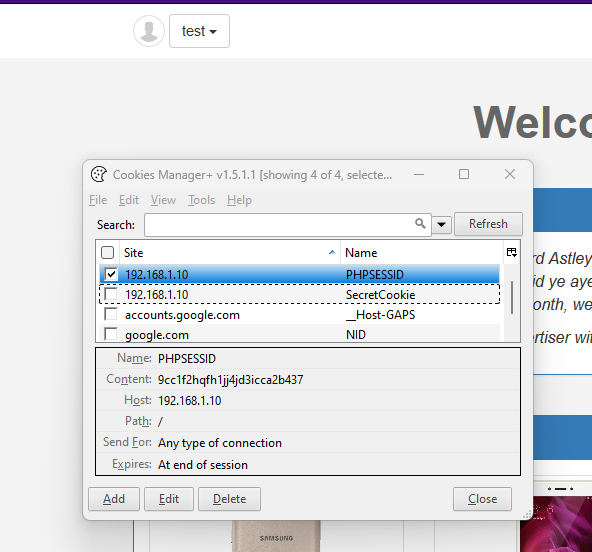 test
Welco
Cookies Manager+ v1.5.1.1 [showing 4 of 4, selecte...
File Edit View Tools Help
Search: Refresh
Site Name
192.168.1.10 PHPSESSID
192.168.1.10 SecretCookie
accounts.google.com __Host-GAPS
google.com NID
rd Astley
id ye aye
onth, we
ertiser wit
Name: PHPSESSID
Content: 9cc1f2hqfh1jj4jd3icca2b437
Host: 192.168.1.10
Path: /
Send For: Any type of connection
Expires: At end of session
Add Edit Delete Close
SAMSUNG